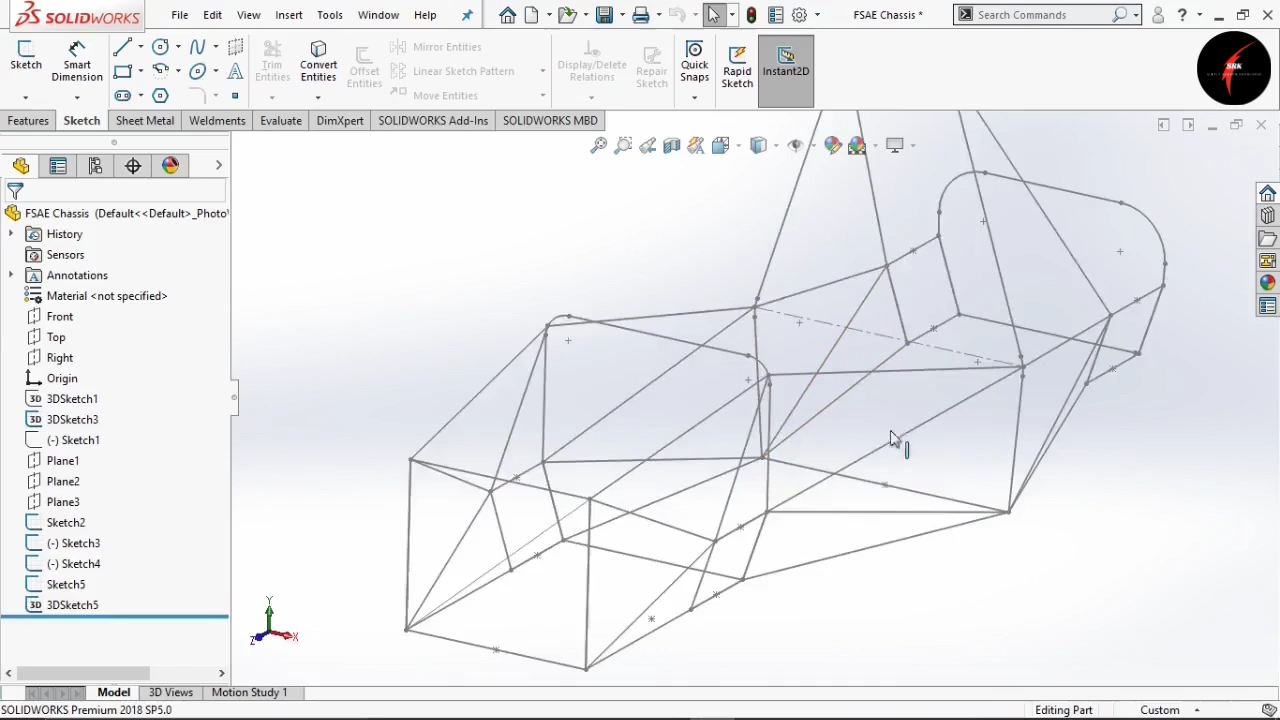 SOLIDWORKS
File Edit View Insert Tools Window Help
FSAE Chassis *
Search Commands
?
Sketch
Smart Dimension
Trim Entities
Convert Entities
Offset Entities
Mirror Entities
Linear Sketch Pattern
Move Entities
Display/Delete Relations
Repair Sketch
Quick Snaps
Rapid Sketch
Instant2D
SRK
Features Sketch Sheet Metal Weldments Evaluate DimXpert SOLIDWORKS Add-Ins SOLIDWORKS MBD
FSAE Chassis (Default<<Default>_Photo
History
Sensors
Annotations
Material <not specified>
Front
Top
Right
Origin
3D 3DSketch1
3D 3DSketch3
(-) Sketch1
Plane1
Plane2
Plane3
Sketch2
(-) Sketch3
(-) Sketch4
Sketch5
3D 3DSketch5
Y
Z X
Model 3D Views Motion Study 1
SOLIDWORKS Premium 2018 SP5.0
Editing Part Custom